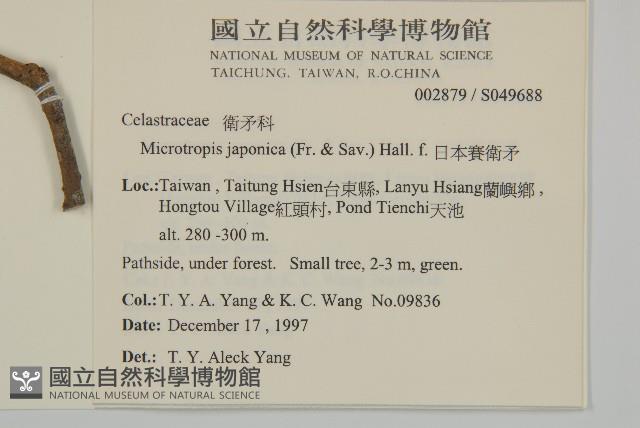 國立自然科學博物館
NATIONAL MUSEUM OF NATURAL SCIENCE
TAICHUNG. TAIWAN, R.O.CHINA
002879 / S049688
Celastraceae 衛矛科
Microtropis japonica (Fr. & Sav.) Hall. f. 日本賽衛矛
Loc.:Taiwan , Taitung Hsien台東縣, Lanyu Hsiang蘭嶼鄉 ,
Hongtou Village紅頭村, Pond Tienchi天池
alt. 280 -300 m.
Pathside, under forest. Small tree, 2-3 m, green.
Col.:T. Y. A. Yang & K. C. Wang No.09836
Date: December 17 , 1997
Det.: T. Y. Aleck Yang
國立自然科學博物館
NATIONAL MUSEUM OF NATURAL SCIENCE